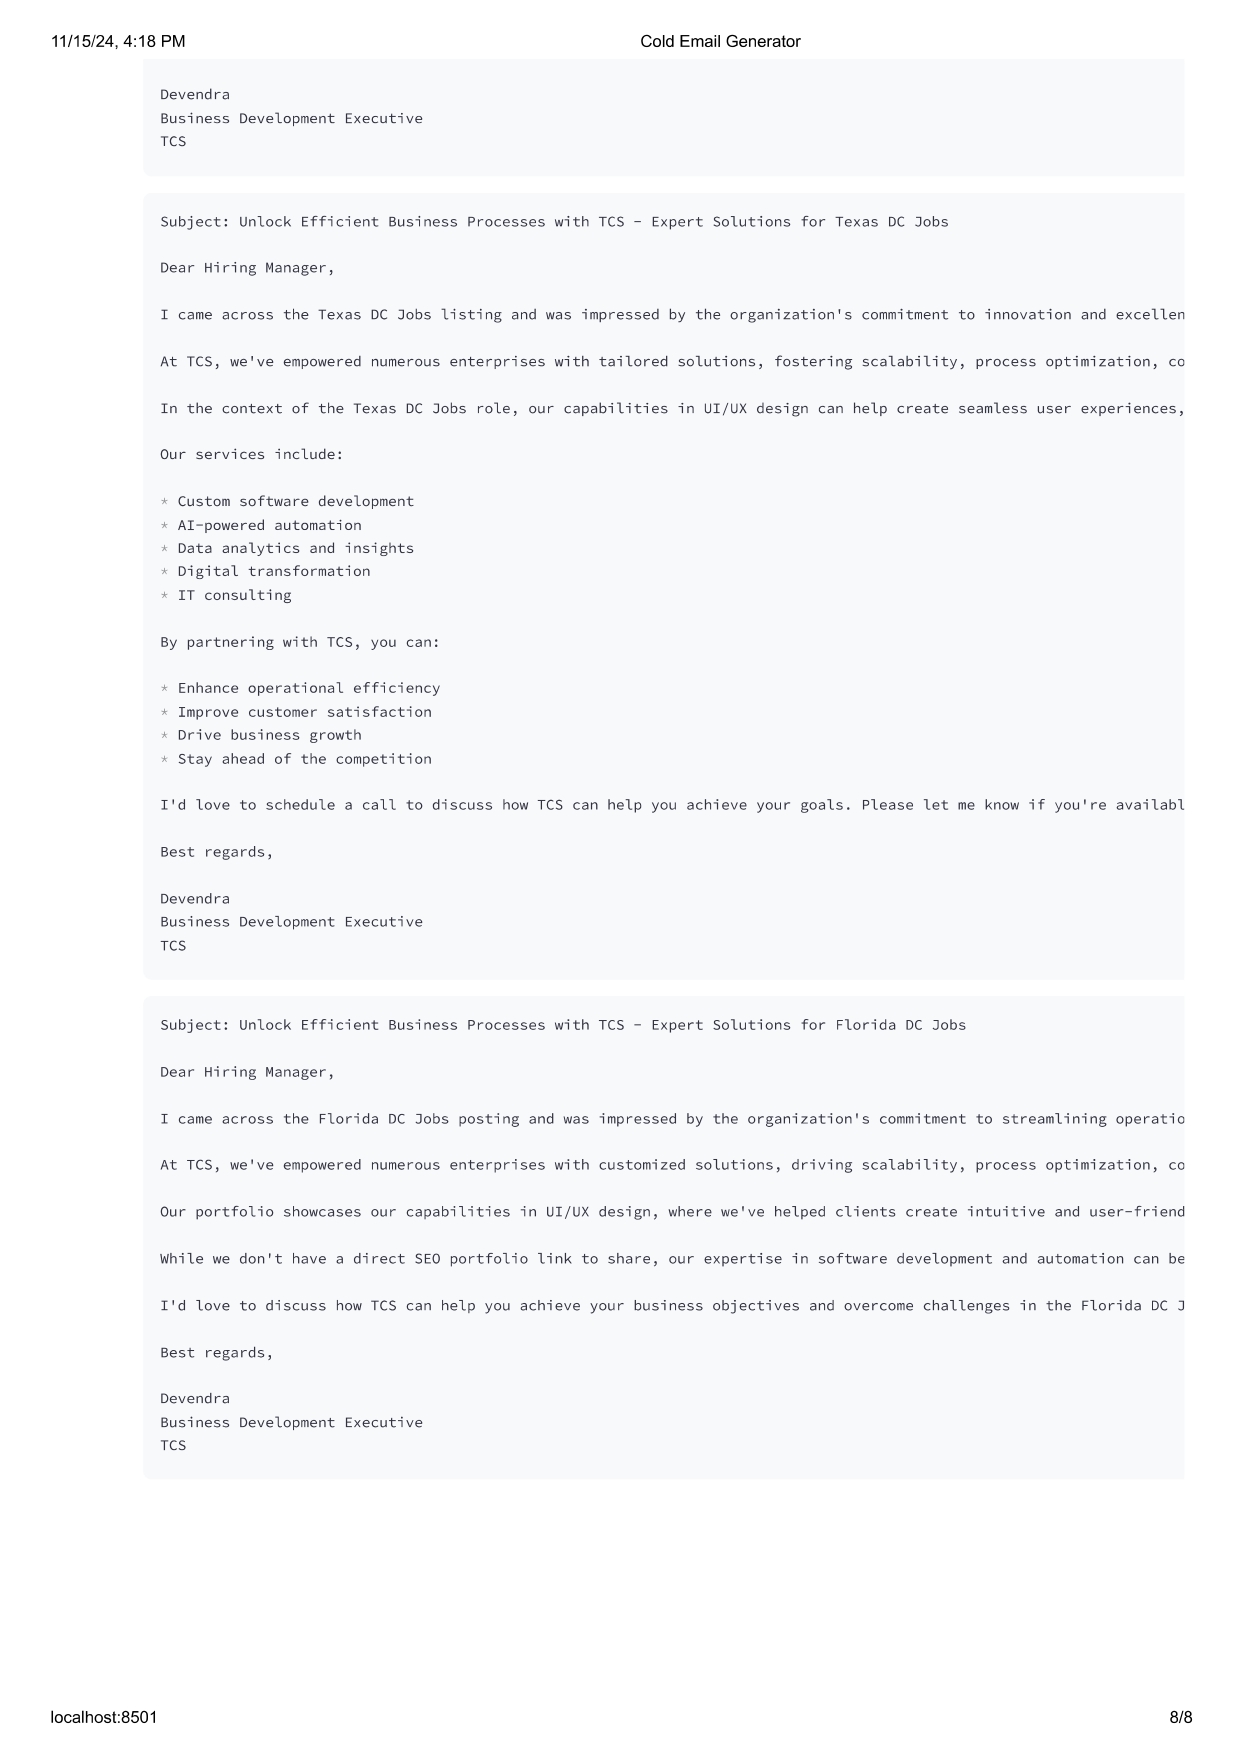 11/15/24, 4:18 PM
Cold Email Generator
Devendra
Business Development Executive
TCS
Subject: Unlock Efficient Business Processes with TCS - Expert Solutions for Texas DC Jobs
Dear Hiring Manager,
I came across the Texas DC Jobs listing and was impressed by the organization's commitment to innovation and excellen
At TCS, we've empowered numerous enterprises with tailored solutions, fostering scalability, process optimization, co
In the context of the Texas DC Jobs role, our capabilities in UI/UX design can help create seamless user experiences,
Our services include:
* Custom software development
* AI-powered automation
* Data analytics and insights
* Digital transformation
* IT consulting
By partnering with TCS, you can:
* Enhance operational efficiency
* Improve customer satisfaction
* Drive business growth
* Stay ahead of the competition
I'd love to schedule a call to discuss how TCS can help you achieve your goals. Please let me know if you're availabl
Best regards,
Devendra
Business Development Executive
TCS
Subject: Unlock Efficient Business Processes with TCS - Expert Solutions for Florida DC Jobs
Dear Hiring Manager,
I came across the Florida DC Jobs posting and was impressed by the organization's commitment to streamlining operatio
At TCS, we've empowered numerous enterprises with customized solutions, driving scalability, process optimization, co
Our portfolio showcases our capabilities in UI/UX design, where we've helped clients create intuitive and user-friend
While we don't have a direct SEO portfolio link to share, our expertise in software development and automation can be
I'd love to discuss how TCS can help you achieve your business objectives and overcome challenges in the Florida DC J
Best regards,
Devendra
Business Development Executive
TCS
localhost:8501
8/8